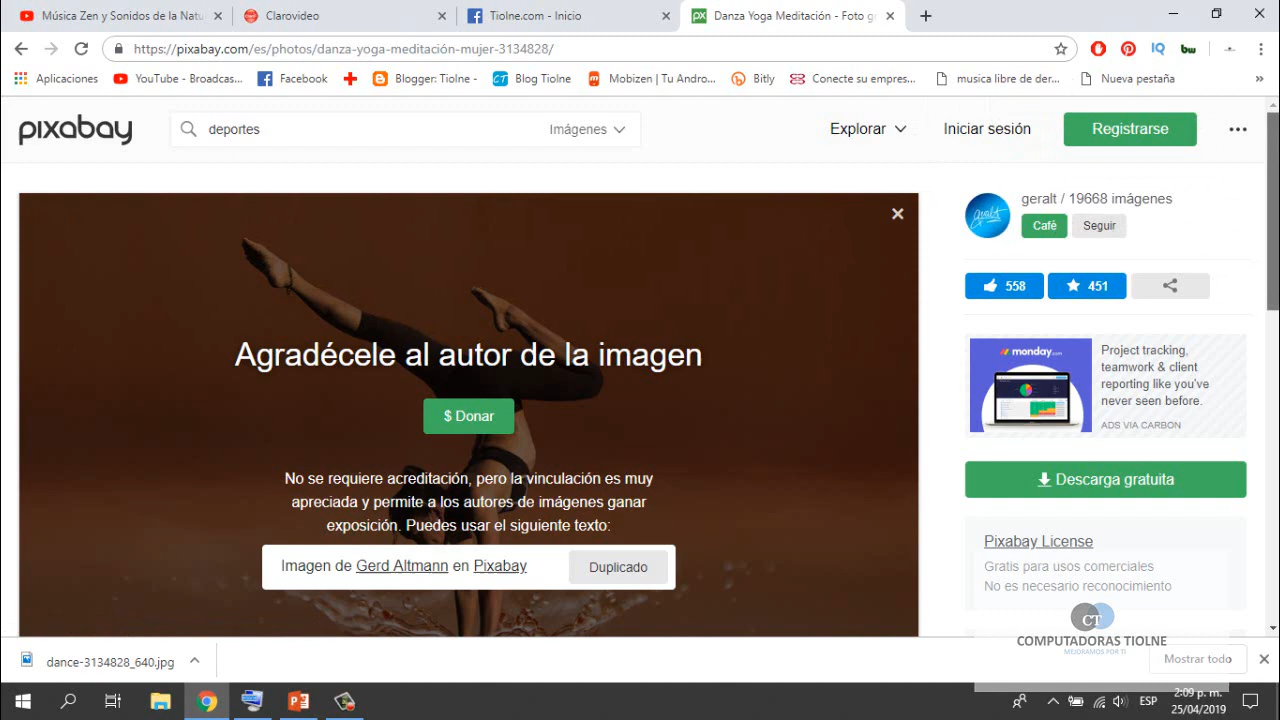 Música Zen y Sonidos de la Natu
Clarovideo
Tiolne.com - Inicio
Danza Yoga Meditación - Foto gr
https://pixabay.com/es/photos/danza-yoga-meditación-mujer-3134828/
Aplicaciones
YouTube - Broadcas...
Facebook
Blogger: Tiolne -
Blog Tiolne
Mobizen | Tu Andro...
Bitly
Conecte su empres...
musica libre de der...
Nueva pestaña
pixabay
deportes
Imágenes
Explorar
Iniciar sesión
Registrarse
geralt / 19668 imágenes
Café
Seguir
558
451
Agradécele al autor de la imagen
$ Donar
No se requiere acreditación, pero la vinculación es muy
apreciada y permite a los autores de imágenes ganar
exposición. Puedes usar el siguiente texto:
Imagen de Gerd Altmann en Pixabay
Duplicado
monday.com
Project tracking,
teamwork & client
reporting like you've
never seen before.
ADS VIA CARBON
Descarga gratuita
Pixabay License
Gratis para usos comerciales
No es necesario reconocimiento
CT
COMPUTADORAS TIOLNE
MEJORAMOS POR TI
dance-3134828_640.jpg
Mostrar todo
ESP
2:09 p. m.
25/04/2019